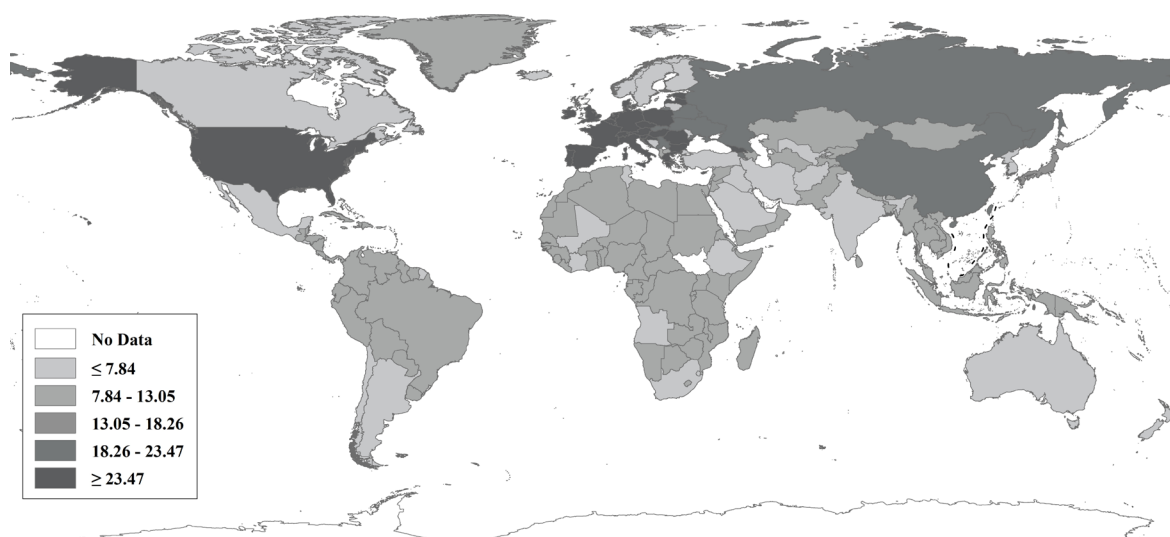 No Data
≤ 7.84
7.84 - 13.05
13.05 - 18.26
18.26 - 23.47
≥ 23.47